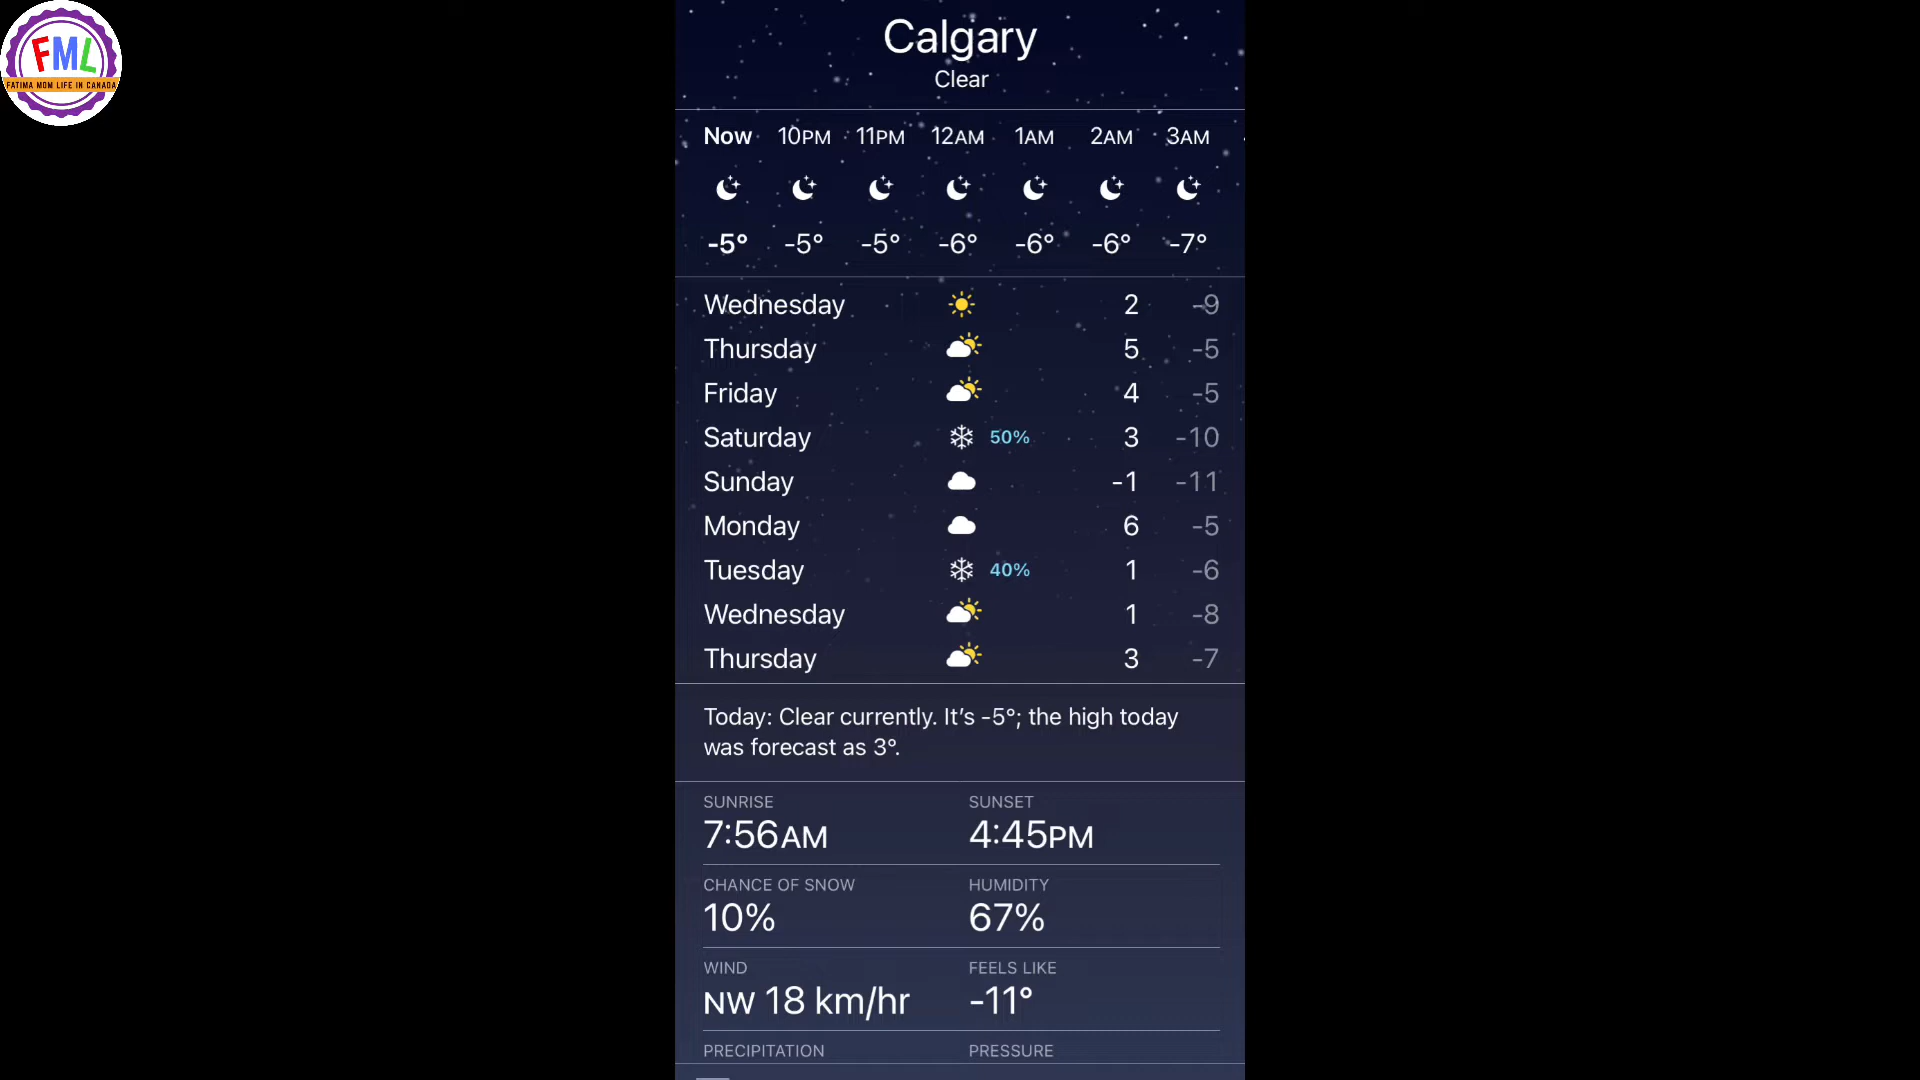 FML
FATIMA MOM LIFE IN CANADA
Calgary
Clear
Now 10PM 11PM 12AM 1AM 2AM 3AM
-5° -5° -5° -6° -6° -6° -7°
Wednesday 2 -9
Thursday 5 -5
Friday 4 -5
Saturday 50% 3 -10
Sunday -1 -11
Monday 6 -5
Tuesday 40% 1 -6
Wednesday 1 -8
Thursday 3 -7
Today: Clear currently. It’s -5°; the high today
was forecast as 3°.
SUNRISE SUNSET
7:56AM 4:45PM
CHANCE OF SNOW HUMIDITY
10% 67%
WIND FEELS LIKE
NW 18 km/hr -11°
PRECIPITATION PRESSURE